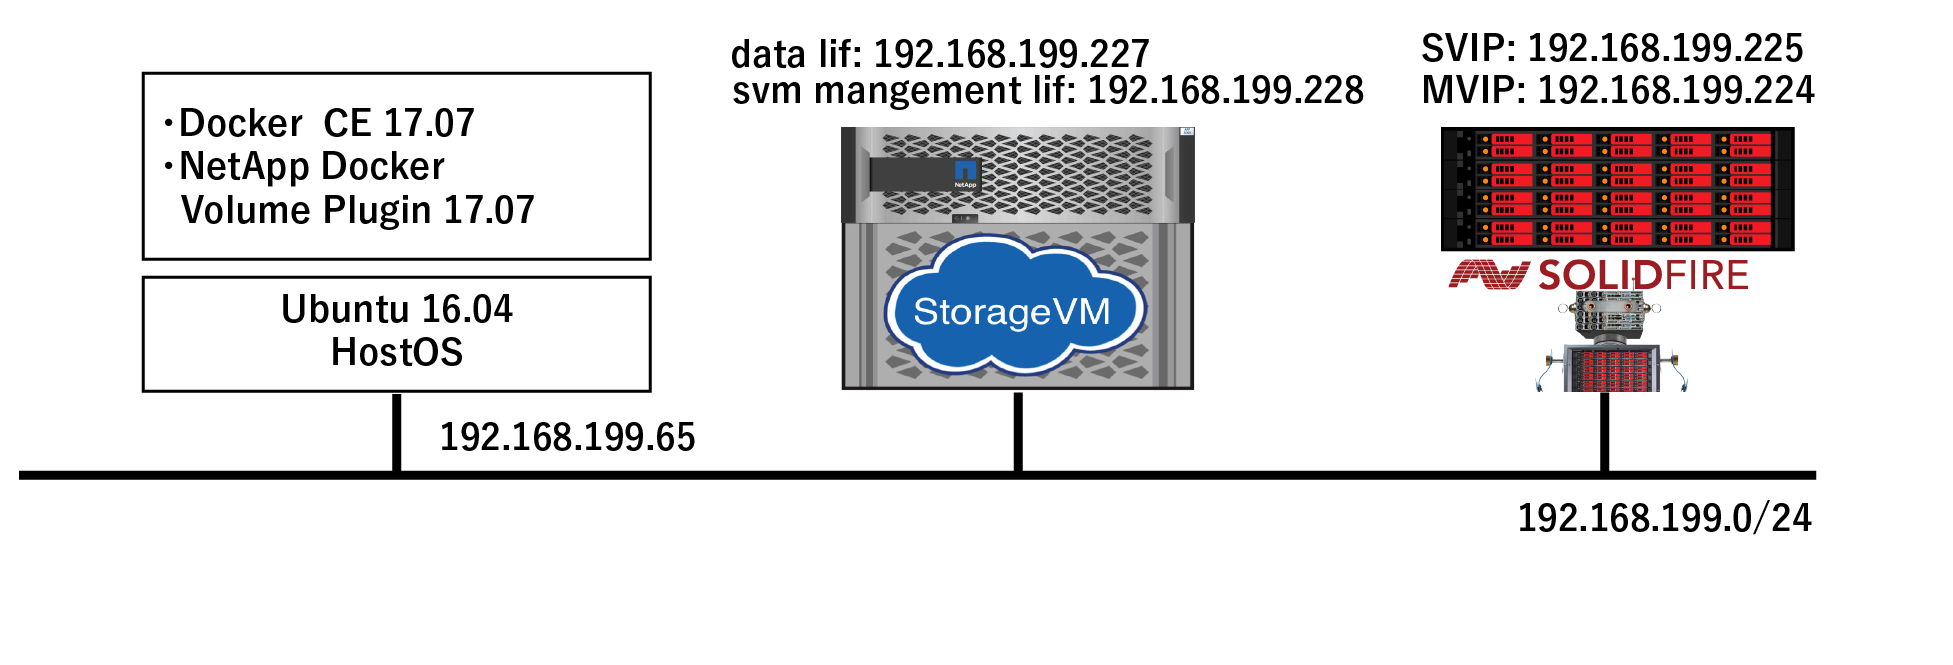 ・Docker CE 17.07
・NetApp Docker
Volume Plugin 17.07
Ubuntu 16.04
HostOS
192.168.199.65
data lif: 192.168.199.227
svm mangement lif: 192.168.199.228
NetApp
StorageVM
SVIP: 192.168.199.225
MVIP: 192.168.199.224
SOLIDFIRE
192.168.199.0/24